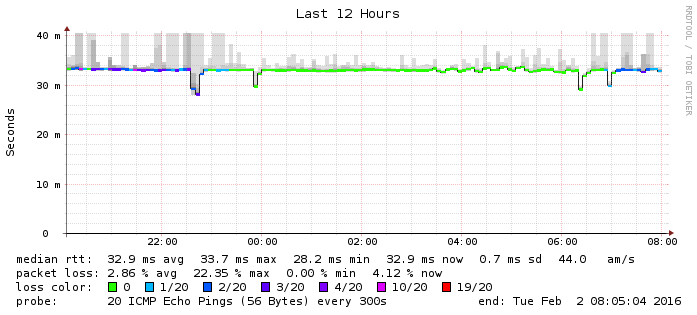 Last 12 Hours
RRDTOOL / TOBI OETIKER
Seconds
40 m
30 m
20 m
10 m
0
22:00 00:00 02:00 04:00 06:00 08:00
median rtt: 32.9 ms avg 33.7 ms max 28.2 ms min 32.9 ms now 0.7 ms sd 44.0 am/s
packet loss: 2.86 % avg 22.35 % max 0.00 % min 4.12 % now
loss color: 0 1/20 2/20 3/20 4/20 10/20 19/20
probe: 20 ICMP Echo Pings (56 Bytes) every 300s end: Tue Feb 2 08:05:04 2016